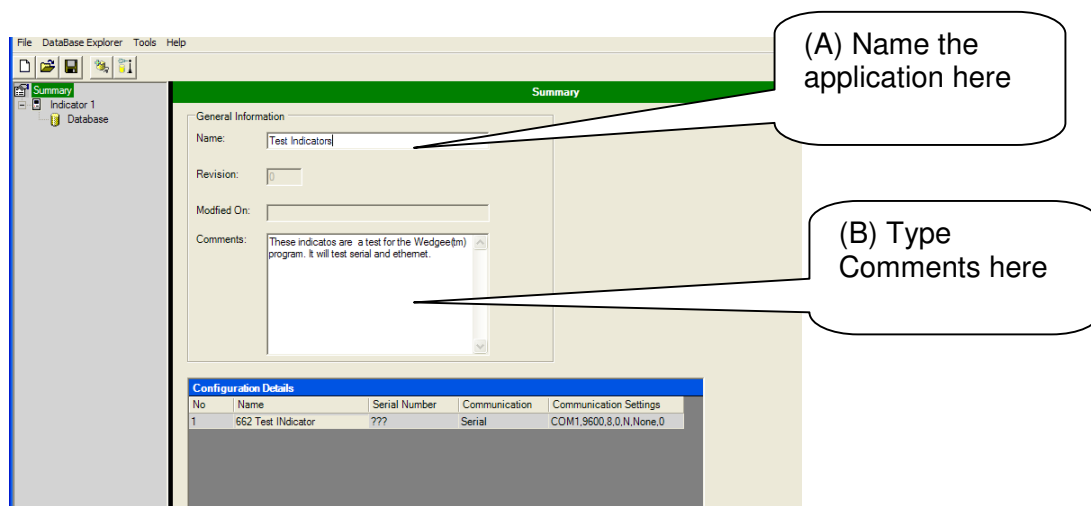 File DataBase Explorer Tools Help
(A) Name the
application here
Summary
Indicator 1
Database
Summary
General Information
Name:
Test Indicators
Revision:
0
Modfied On:
Comments:
These indicatos are a test for the Wedgee(tm)
program. It will test serial and ethernet.
(B) Type
Comments here
Configuration Details
No Name Serial Number Communication Communication Settings
1 662 Test INdicator ??? Serial COM1,9600,8,0,N,None,0